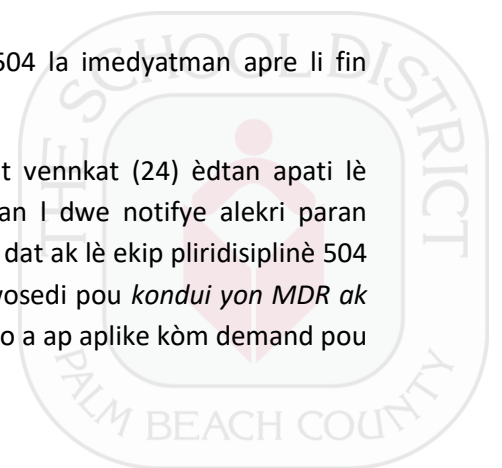 504 la imedyatman apre li fin
t vennkat (24) èdtan apati lè
an l dwe notifye alekri paran
dat ak lè ekip pliridisiplinè 504
osedi pou kondui yon MDR ak
o a ap aplike kòm demand pou
THE SCHOOL DISTRICT
PALM BEACH COUNTY